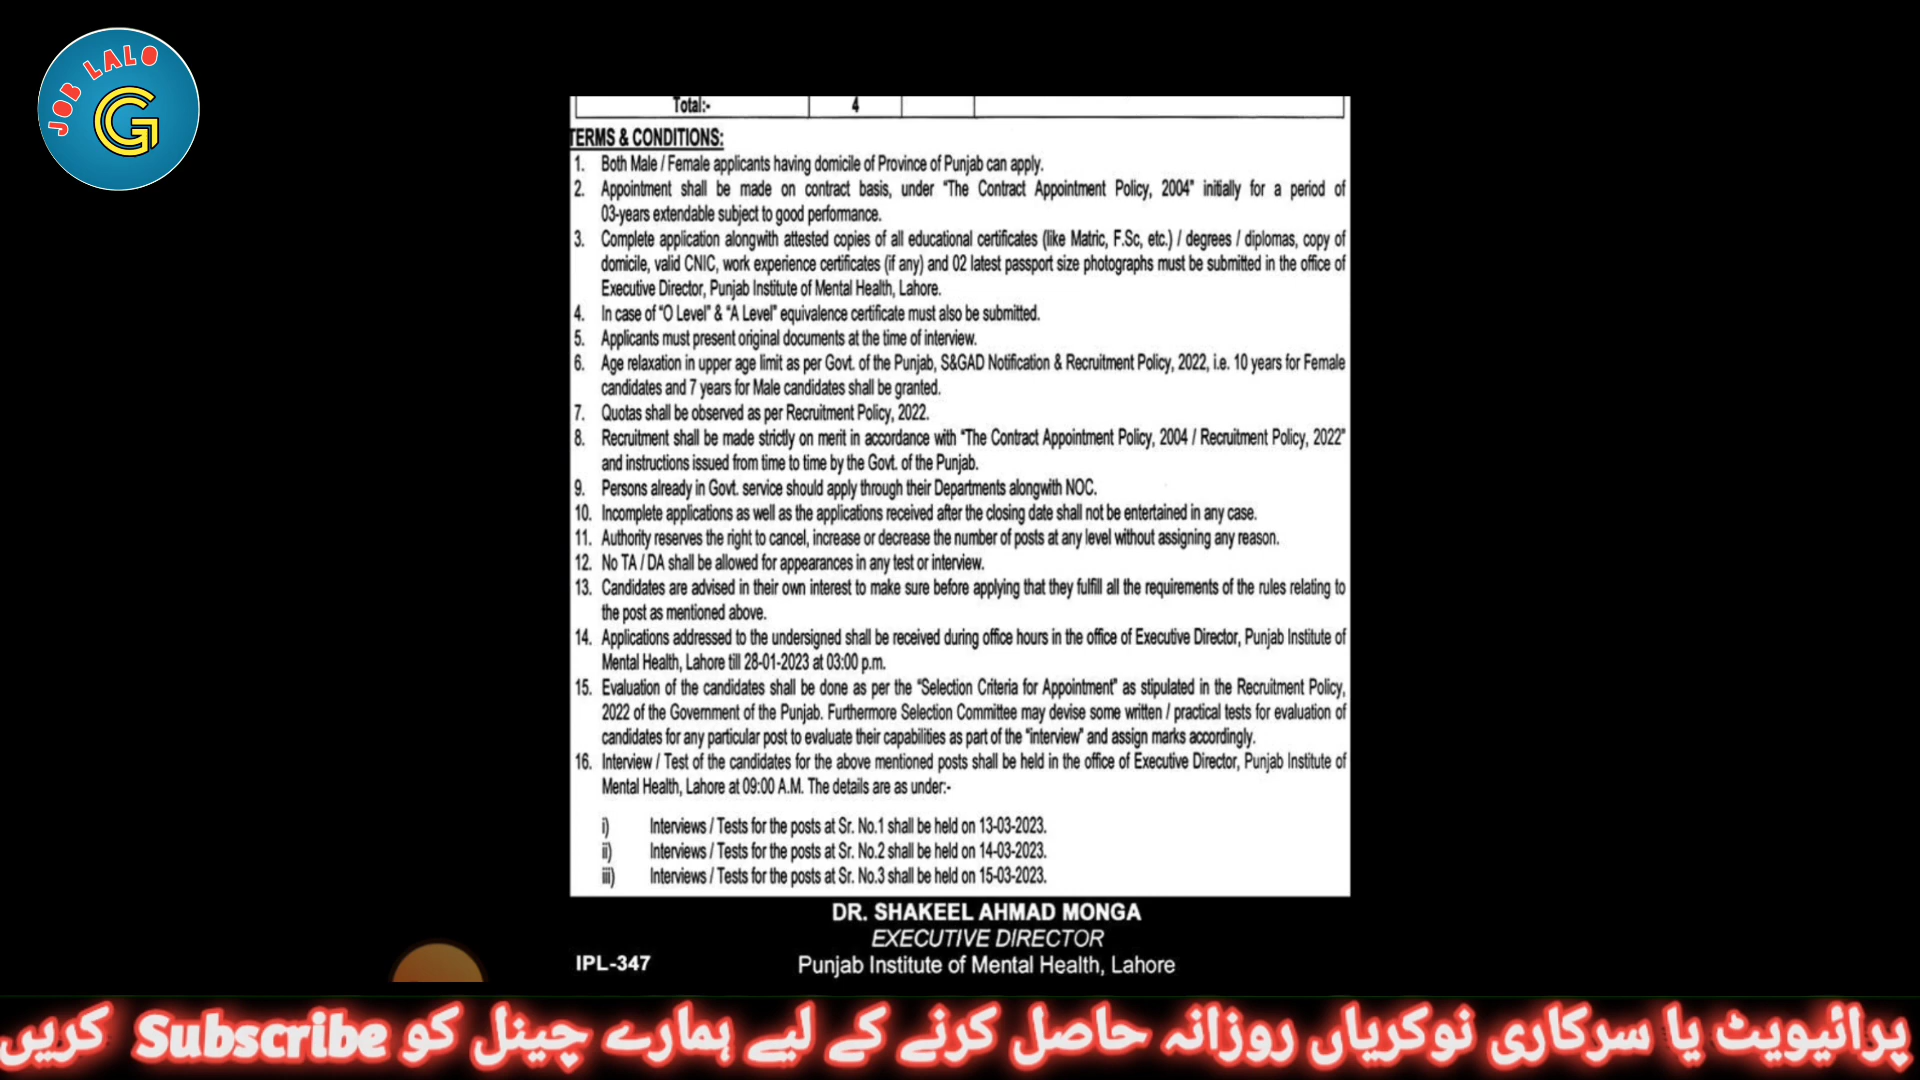 JOB LALO
G
Total:- 4
TERMS & CONDITIONS:
1. Both Male / Female applicants having domicile of Province of Punjab can apply.
2. Appointment shall be made on contract basis, under "The Contract Appointment Policy, 2004" initially for a period of
03-years extendable subject to good performance.
3. Complete application alongwith attested copies of all educational certificates (like Matric, F.Sc, etc.) / degrees / diplomas, copy of
domicile, valid CNIC, work experience certificates (if any) and 02 latest passport size photographs must be submitted in the office of
Executive Director, Punjab Institute of Mental Health, Lahore.
4. In case of "O Level" & "A Level" equivalence certificate must also be submitted.
5. Applicants must present original documents at the time of interview.
6. Age relaxation in upper age limit as per Govt. of the Punjab, S&GAD Notification & Recruitment Policy, 2022, i.e. 10 years for Female
candidates and 7 years for Male candidates shall be granted.
7. Quotas shall be observed as per Recruitment Policy, 2022.
8. Recruitment shall be made strictly on merit in accordance with "The Contract Appointment Policy, 2004 / Recruitment Policy, 2022"
and instructions issued from time to time by the Govt. of the Punjab.
9. Persons already in Govt. service should apply through their Departments alongwith NOC.
10. Incomplete applications as well as the applications received after the closing date shall not be entertained in any case.
11. Authority reserves the right to cancel, increase or decrease the number of posts at any level without assigning any reason.
12. No TA / DA shall be allowed for appearances in any test or interview.
13. Candidates are advised in their own interest to make sure before applying that they fulfill all the requirements of the rules relating to
the post as mentioned above.
14. Applications addressed to the undersigned shall be received during office hours in the office of Executive Director, Punjab Institute of
Mental Health, Lahore till 28-01-2023 at 03:00 p.m.
15. Evaluation of the candidates shall be done as per the "Selection Criteria for Appointment" as stipulated in the Recruitment Policy,
2022 of the Government of the Punjab. Furthermore Selection Committee may devise some written / practical tests for evaluation of
candidates for any particular post to evaluate their capabilities as part of the "interview" and assign marks accordingly.
16. Interview / Test of the candidates for the above mentioned posts shall be held in the office of Executive Director, Punjab Institute of
Mental Health, Lahore at 09:00 A.M. The details are as under:-
i) Interviews / Tests for the posts at Sr. No.1 shall be held on 13-03-2023.
ii) Interviews / Tests for the posts at Sr. No.2 shall be held on 14-03-2023.
iii) Interviews / Tests for the posts at Sr. No.3 shall be held on 15-03-2023.
DR. SHAKEEL AHMAD MONGA
EXECUTIVE DIRECTOR
IPL-347 Punjab Institute of Mental Health, Lahore
پرائیویٹ یا سرکاری نوکریاں روزانہ حاصل کرنے کے لیے ہمارے چینل کو Subscribe کریں